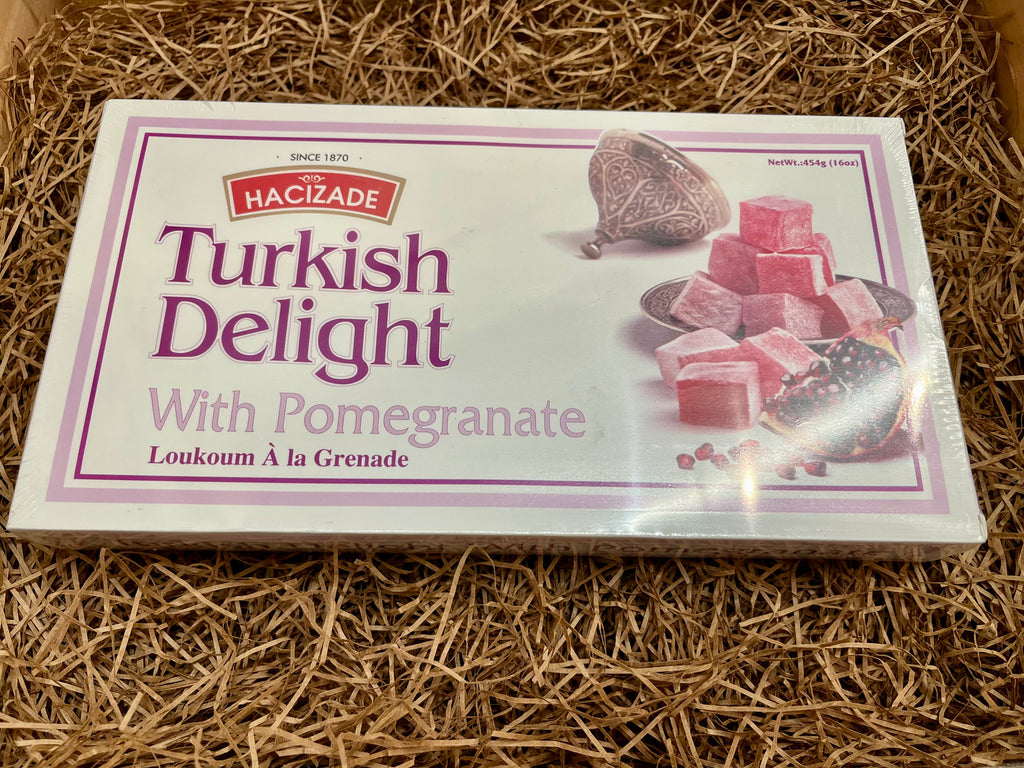 · SINCE 1870 ·
HACIZADE
NetWt.:454g (16oz)
Turkish
Delight
With Pomegranate
Loukoum À la Grenade